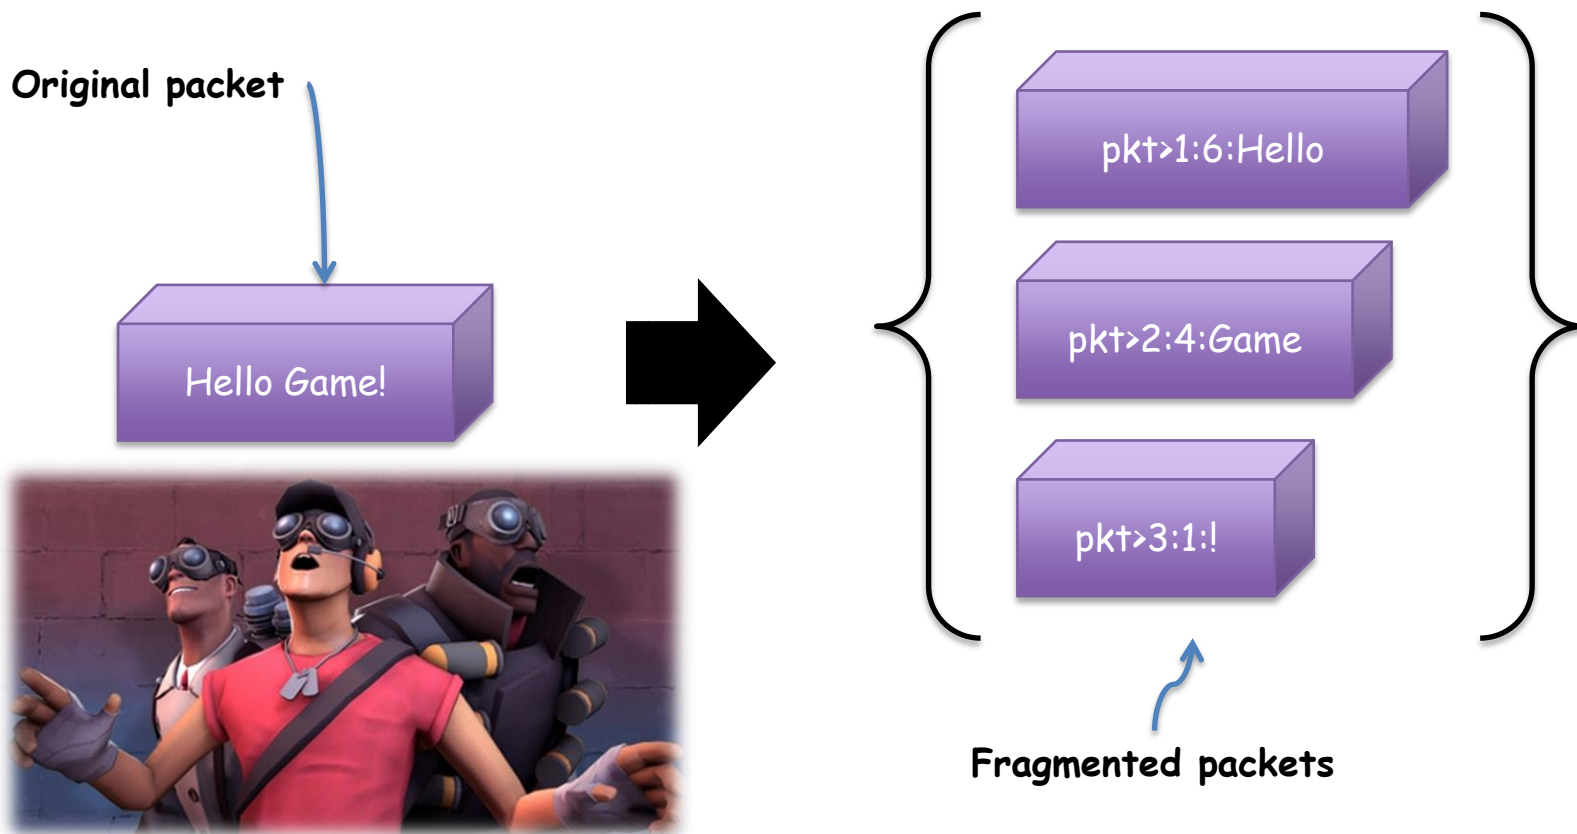 Original packet
Hello Game!
pkt>1:6:Hello
pkt>2:4:Game
pkt>3:1:!
Fragmented packets